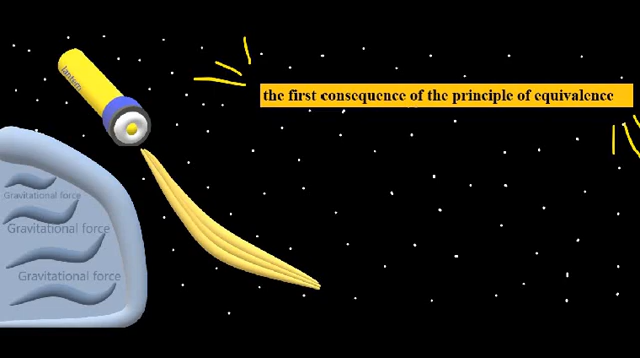 lantern
the first consequence of the principle of equivalence
Gravitational force
Gravitational force
Gravitational force